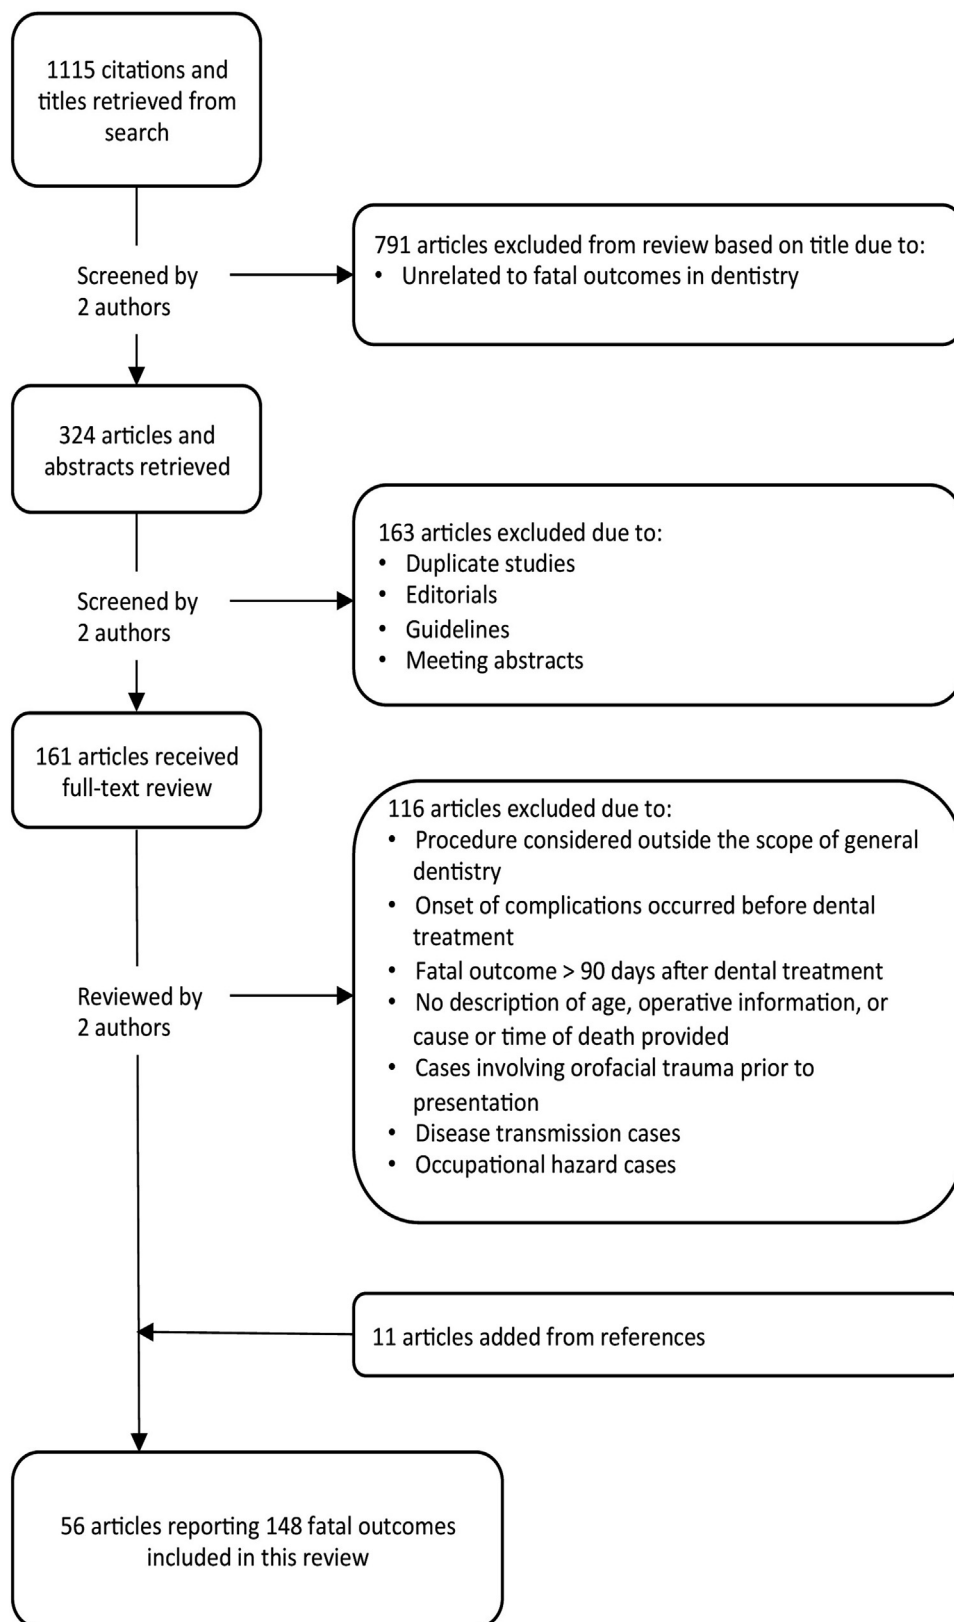 1115 citations and
titles retrieved from
search
791 articles excluded from review based on title due to:
• Unrelated to fatal outcomes in dentistry
Screened by
2 authors
324 articles and
abstracts retrieved
163 articles excluded due to:
• Duplicate studies
• Editorials
• Guidelines
• Meeting abstracts
Screened by
2 authors
161 articles received
full-text review
116 articles excluded due to:
• Procedure considered outside the scope of general
dentistry
• Onset of complications occurred before dental
treatment
• Fatal outcome > 90 days after dental treatment
• No description of age, operative information, or
cause or time of death provided
• Cases involving orofacial trauma prior to
presentation
• Disease transmission cases
• Occupational hazard cases
Reviewed by
2 authors
11 articles added from references
56 articles reporting 148 fatal outcomes
included in this review